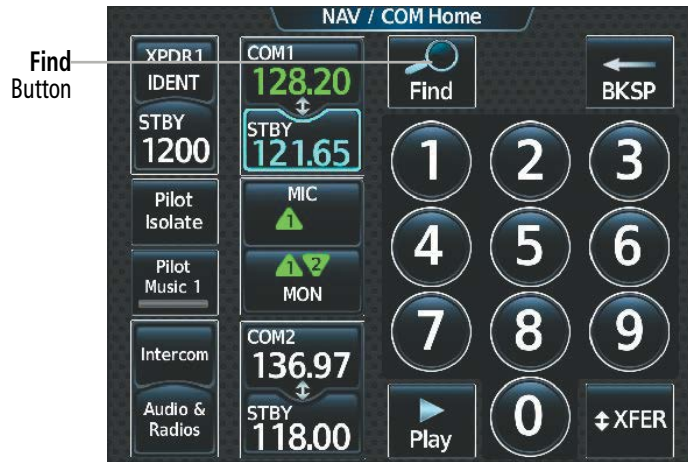 NAV / COM Home
Find
Button
XPDR1
IDENT
STBY
1200
COM1
128.20
STBY
121.65
Find
BKSP
Pilot
Isolate
MIC
1
Pilot
Music 1
1 2
MON
Intercom
Audio &
Radios
COM2
136.97
STBY
118.00
1 2 3
4 5 6
7 8 9
Play
0
XFER